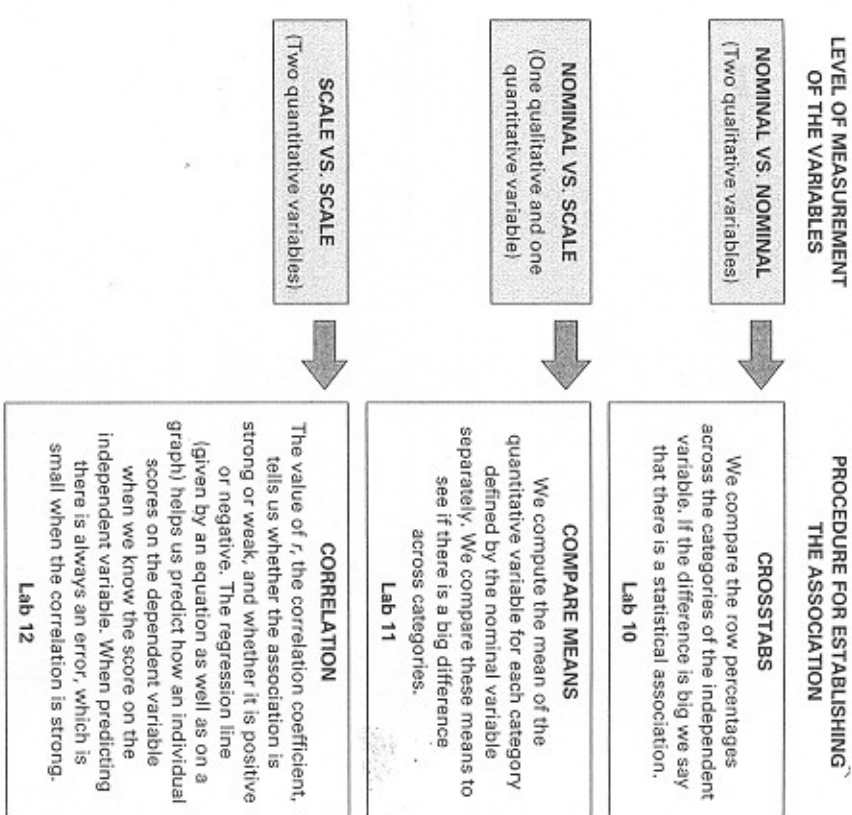 LEVEL OF MEASUREMENT
OF THE VARIABLES
PROCEDURE FOR ESTABLISHING
THE ASSOCIATION
NOMINAL VS. NOMINAL
(Two qualitative variables)
CROSSTABS
We compare the row percentages
across the categories of the independent
variable. If the difference is big we say
that there is a statistical association.
Lab 10
NOMINAL VS. SCALE
(One qualitative and one
quantitative variable)
COMPARE MEANS
We compute the mean of the
quantitative variable for each category
defined by the nominal variable
separately. We compare these means to
see if there is a big difference
across categories.
Lab 11
SCALE VS. SCALE
(Two quantitative variables)
CORRELATION
The value of r, the correlation coefficient,
tells us whether the association is
strong or weak, and whether it is positive
or negative. The regression line
(given by an equation as well as on a
graph) helps us predict how an individual
scores on the dependent variable
when we know the score on the
independent variable. When predicting
there is always an error, which is
small when the correlation is strong.
Lab 12